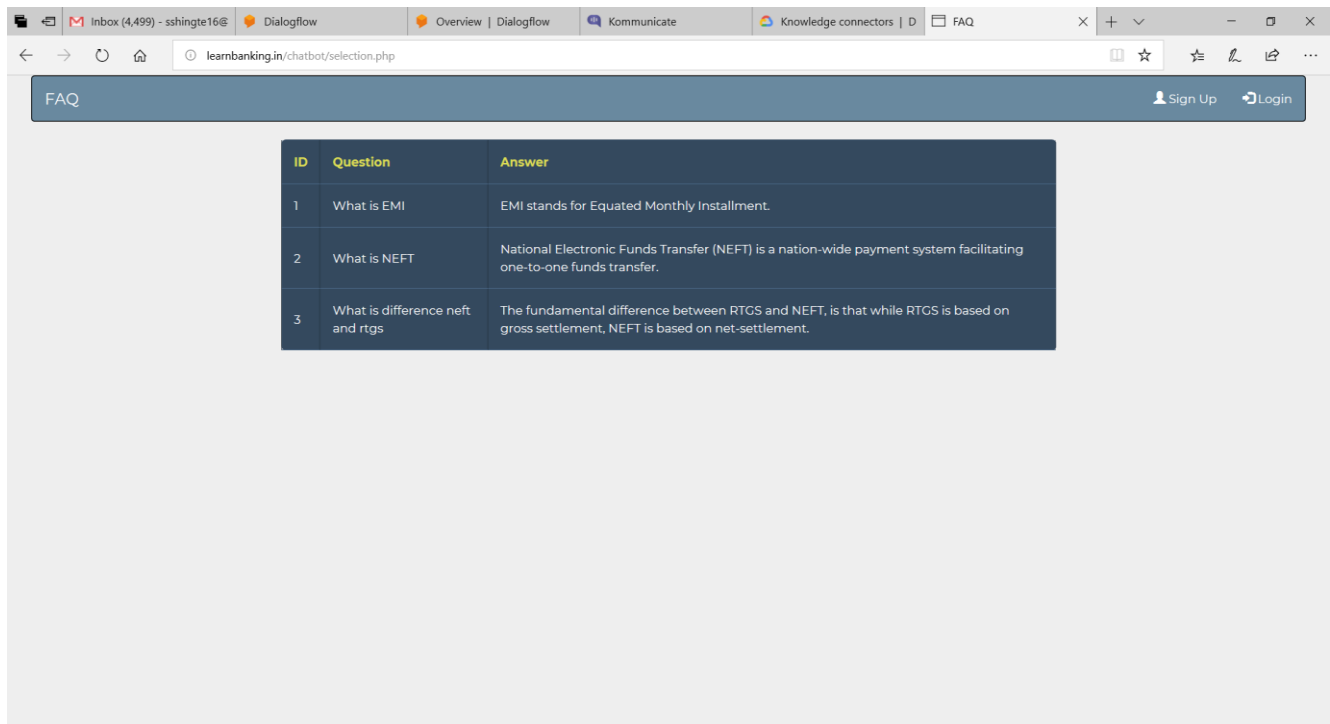 Inbox (4,499) - sshingte16@
Dialogflow
Overview | Dialogflow
Kommunicate
Knowledge connectors | D
FAQ
learnbanking.in/chatbot/selection.php
FAQ
Sign Up
Login
ID Question Answer
1 What is EMI EMI stands for Equated Monthly Installment.
2 What is NEFT National Electronic Funds Transfer (NEFT) is a nation-wide payment system facilitating
one-to-one funds transfer.
3 What is difference neft
and rtgs
The fundamental difference between RTGS and NEFT, is that while RTGS is based on
gross settlement, NEFT is based on net-settlement.